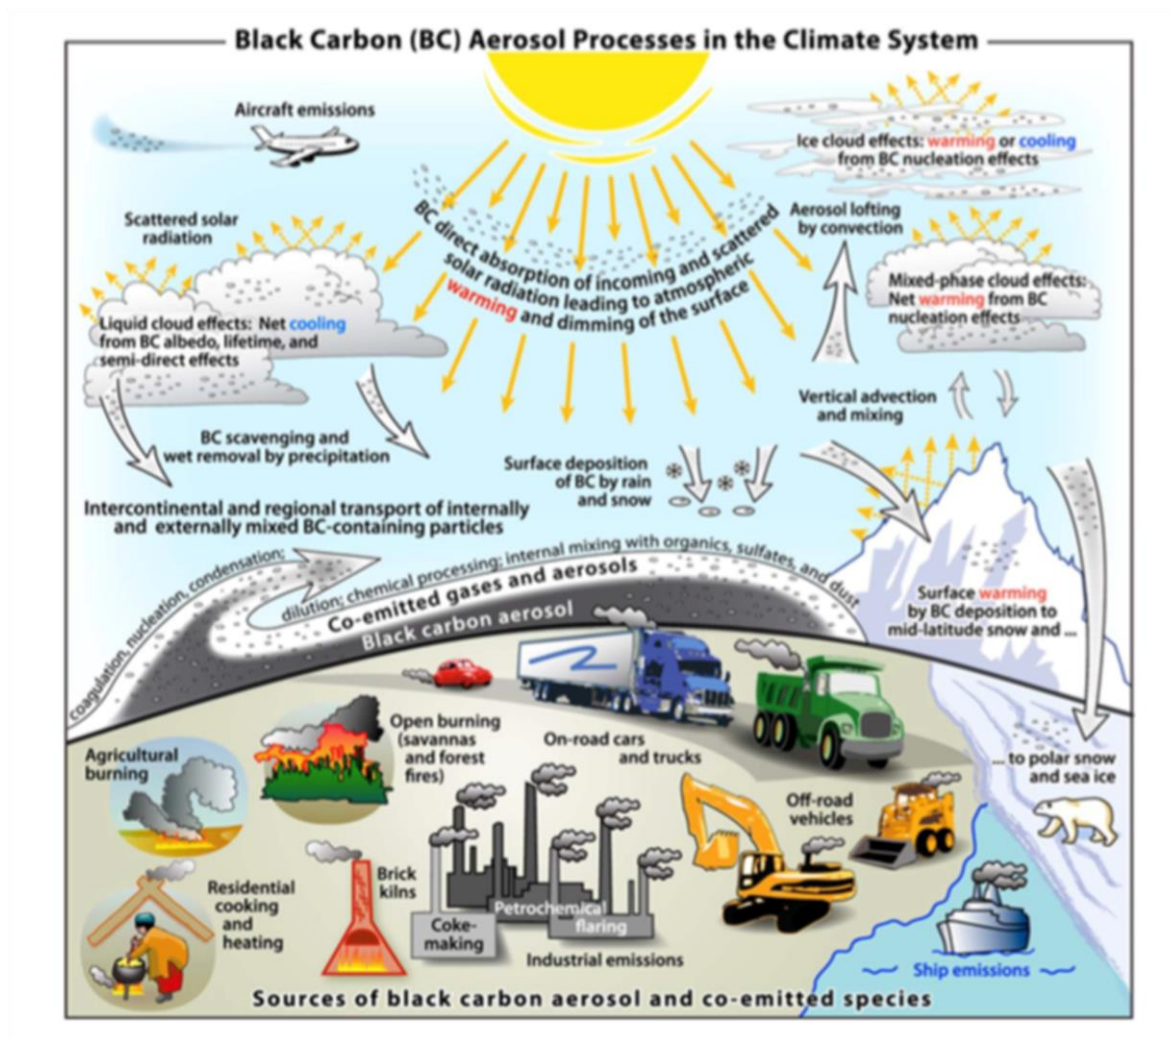 Black Carbon (BC) Aerosol Processes in the Climate System
Aircraft emissions
Ice cloud effects: warming or cooling
from BC nucleation effects
Scattered solar
radiation
BC direct absorption of incoming and scattered
solar radiation leading to atmospheric
warming and dimming of the surface
Aerosol lofting
by convection
Mixed-phase cloud effects:
Net warming from BC
nucleation effects
Liquid cloud effects: Net cooling
from BC albedo, lifetime, and
semi-direct effects
Vertical advection
and mixing
BC scavenging and
wet removal by precipitation
Surface deposition
of BC by rain
and snow
Intercontinental and regional transport of internally
and externally mixed BC-containing particles
coagulation, nucleation, condensation;
dilution; chemical processing; internal mixing with organics, sulfates, and dust
Co-emitted gases and aerosols
Black carbon aerosol
Surface warming
by BC deposition to
mid-latitude snow and ...
... to polar snow
and sea ice
Agricultural
burning
Open burning
(savannas
and forest
fires)
On-road cars
and trucks
Off-road
vehicles
Residential
cooking
and
heating
Brick
kilns
Coke-
making
Petrochemical
flaring
Industrial emissions
Ship emissions
Sources of black carbon aerosol and co-emitted species